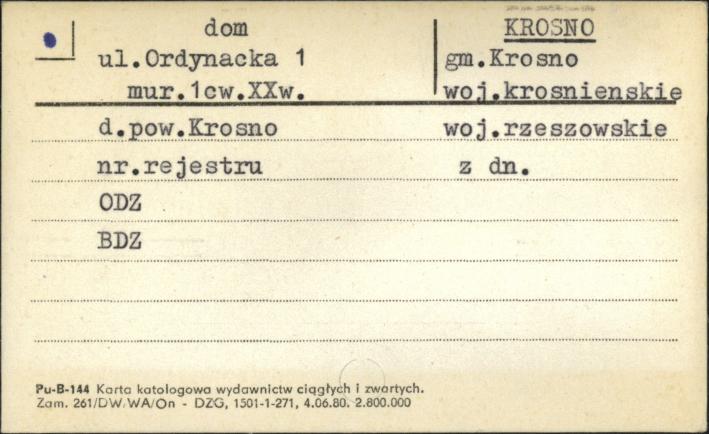 dom KROSNO
ul.Ordynacka 1 gm.Krosno
mur.1cw.XXw. woj.krosnienskie
d.pow.Krosno woj.rzeszowskie
nr.rejestru z dn.
ODZ
BDZ
Pu-B-144 Karta katologowa wydawnictw ciągłych i zwartych.
Zam. 261/DW/WA/On - DZG, 1501-1-271, 4.06.80. 2.800.000